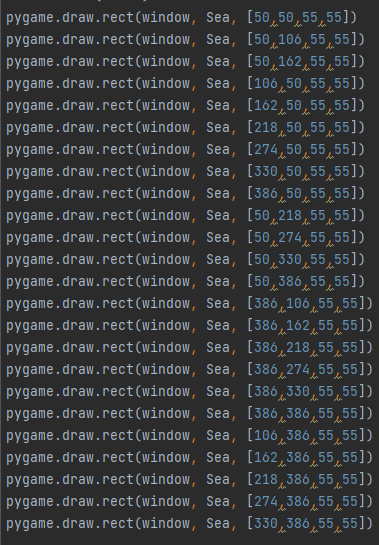 pygame.draw.rect(window, Sea, [50,50,55,55])
pygame.draw.rect(window, Sea, [50,106,55,55])
pygame.draw.rect(window, Sea, [50,162,55,55])
pygame.draw.rect(window, Sea, [106,50,55,55])
pygame.draw.rect(window, Sea, [162,50,55,55])
pygame.draw.rect(window, Sea, [218,50,55,55])
pygame.draw.rect(window, Sea, [274,50,55,55])
pygame.draw.rect(window, Sea, [330,50,55,55])
pygame.draw.rect(window, Sea, [386,50,55,55])
pygame.draw.rect(window, Sea, [50,218,55,55])
pygame.draw.rect(window, Sea, [50,274,55,55])
pygame.draw.rect(window, Sea, [50,330,55,55])
pygame.draw.rect(window, Sea, [50,386,55,55])
pygame.draw.rect(window, Sea, [386,106,55,55])
pygame.draw.rect(window, Sea, [386,162,55,55])
pygame.draw.rect(window, Sea, [386,218,55,55])
pygame.draw.rect(window, Sea, [386,274,55,55])
pygame.draw.rect(window, Sea, [386,330,55,55])
pygame.draw.rect(window, Sea, [386,386,55,55])
pygame.draw.rect(window, Sea, [106,386,55,55])
pygame.draw.rect(window, Sea, [162,386,55,55])
pygame.draw.rect(window, Sea, [218,386,55,55])
pygame.draw.rect(window, Sea, [274,386,55,55])
pygame.draw.rect(window, Sea, [330,386,55,55])